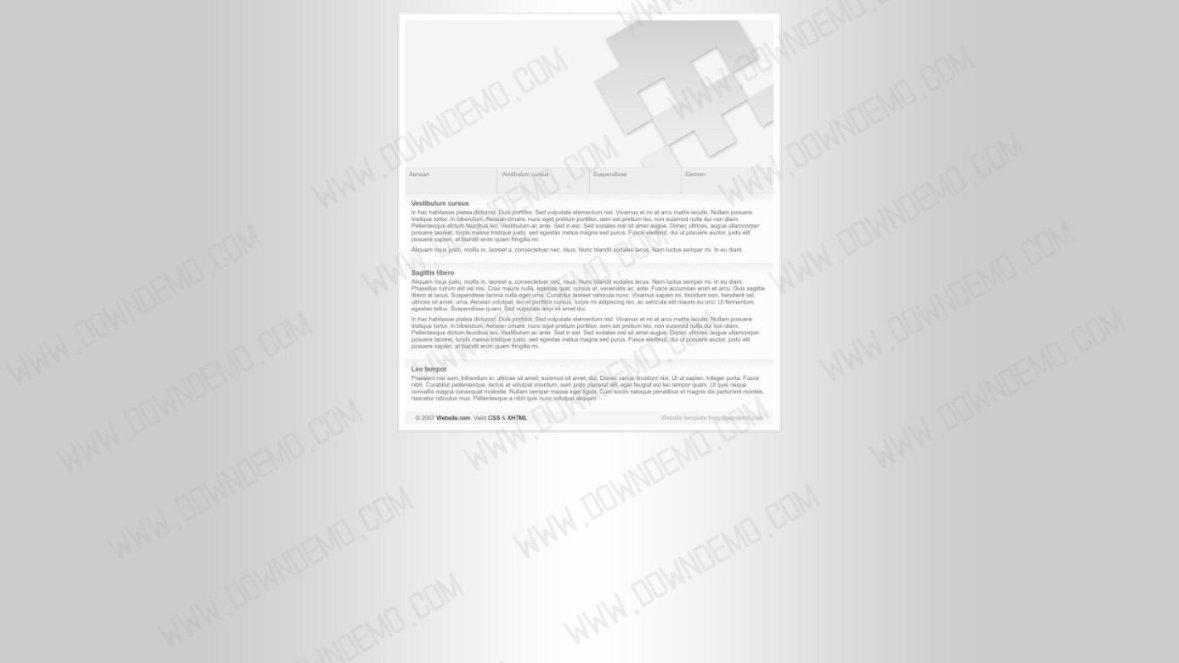 Aenean
Vestibulum cursus
Suspendisse
Elemen
Vestibulum cursus
In hac habitasse platea dictumst. Duis porttitor. Sed vulputate elementum nisl. Vivamus et mi at arcu mattis iaculis. Nullam posuere
tristique tortor. In bibendum. Aenean ornare, nunc eget pretium porttitor, sem est pretium leo, non euismod nulla dui non diam.
Pellentesque dictum faucibus leo. Vestibulum ac ante. Sed in est. Sed sodales nisl sit amet augue. Donec ultrices, augue ullamcorper
posuere laoreet, turpis massa tristique justo, sed egestas metus magna sed purus. Fusce eleifend, dui ut posuere auctor, justo elit
posuere sapien, at blandit enim quam fringilla mi.
Aliquam risus justo, mollis in, laoreet a, consectetuer nec, risus. Nunc blandit sodales lacus. Nam luctus semper mi. In eu diam.
Sagittis libero
Aliquam risus justo, mollis in, laoreet a, consectetuer nec, risus. Nunc blandit sodales lacus. Nam luctus semper mi. In eu diam.
Phasellus rutrum elit vel nisi. Cras mauris nulla, egestas quis, cursus at, venenatis ac, ante. Fusce accumsan enim et arcu. Duis sagittis
libero at lacus. Suspendisse lacinia nulla eget urna. Curabitur laoreet vehicula nunc. Vivamus sapien mi, tincidunt non, hendrerit vel,
ultrices sit amet, urna. Aenean volutpat, leo et porttitor cursus, turpis mi adipiscing leo, ac vehicula elit mauris eu orci. Ut fermentum
egestas tellus. Suspendisse quam. Sed vulputate arcu sit amet dui.
In hac habitasse platea dictumst. Duis porttitor. Sed vulputate elementum nisl. Vivamus et mi at arcu mattis iaculis. Nullam posuere
tristique tortor. In bibendum. Aenean ornare, nunc eget pretium porttitor, sem est pretium leo, non euismod nulla dui non diam.
Pellentesque dictum faucibus leo. Vestibulum ac ante. Sed in est. Sed sodales nisl sit amet augue. Donec ultrices, augue ullamcorper
posuere laoreet, turpis massa tristique justo, sed egestas metus magna sed purus. Fusce eleifend, dui ut posuere auctor, justo elit
posuere sapien, at blandit enim quam fringilla mi.
Leo tempor
Praesent nisi sem, bibendum in, ultrices sit amet, euismod sit amet, dui. Donec varius tincidunt nisi. Ut ut sapien. Integer porta. Fusce
nibh. Curabitur pellentesque, lectus at volutpat interdum, sem justo placerat elit, eget feugiat est leo tempor quam. Ut quis neque
convallis magna consequat molestie. Nullam semper massa eget ligula. Cum sociis natoque penatibus et magnis dis parturient montes,
nascetur ridiculus mus. Pellentesque a nibh quis nunc volutpat aliquam
© 2007 Website.com. Valid CSS & XHTML
Website template from downdemo.com
WWW.DOWNDEMO.COM